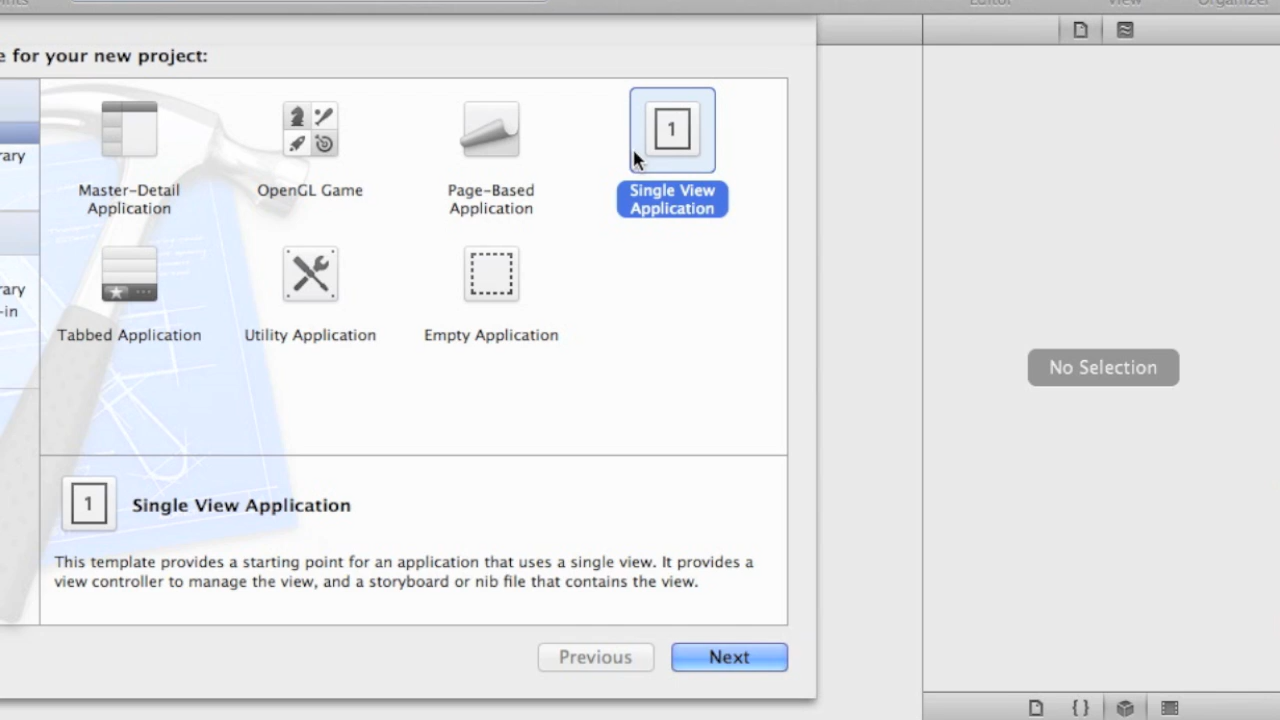 Editor View Organizer
e for your new project:
rary
rary
-in
1
Master-Detail
Application
OpenGL Game
Page-Based
Application
Single View
Application
Tabbed Application
Utility Application
Empty Application
No Selection
1
Single View Application
This template provides a starting point for an application that uses a single view. It provides a
view controller to manage the view, and a storyboard or nib file that contains the view.
Previous
Next
{ }